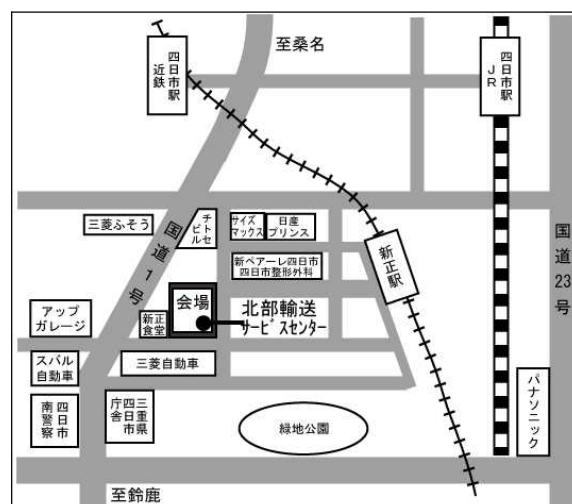 至桑名
四日市駅
近鉄
四日市駅
JR
三菱ふそう
チトセ
ビル
サイズ
マックス
日産
プリンス
国道1号
新ペアーレ四日市
四日市整形外科
新正駅
国道23号
アップ
ガレージ
会場
新正
食堂
北部輸送
サービスセンター
スバル
自動車
三菱自動車
四日市
南警察
三重県
四日市
庁舎
緑地公園
パナソニック
至鈴鹿